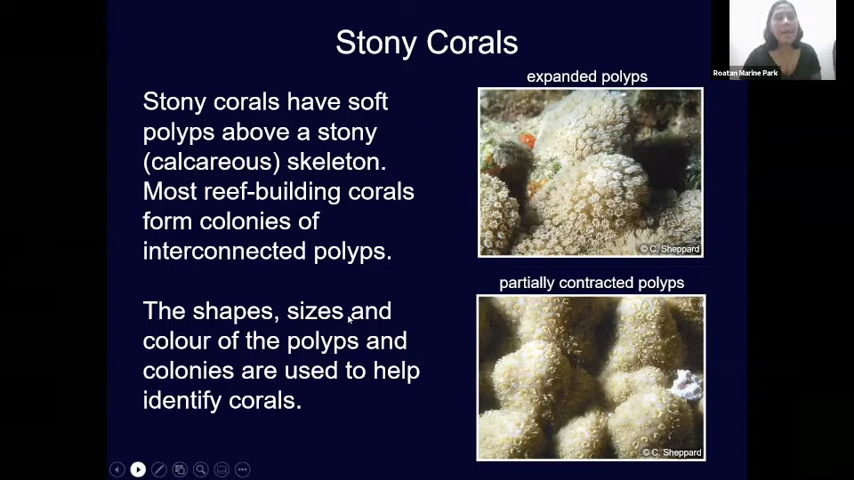 Stony Corals
Stony corals have soft
polyps above a stony
(calcareous) skeleton.
Most reef-building corals
form colonies of
interconnected polyps.
The shapes, sizes and
colour of the polyps and
colonies are used to help
identify corals.
expanded polyps
© C. Sheppard
partially contracted polyps
© C. Sheppard
Roatan Marine Park